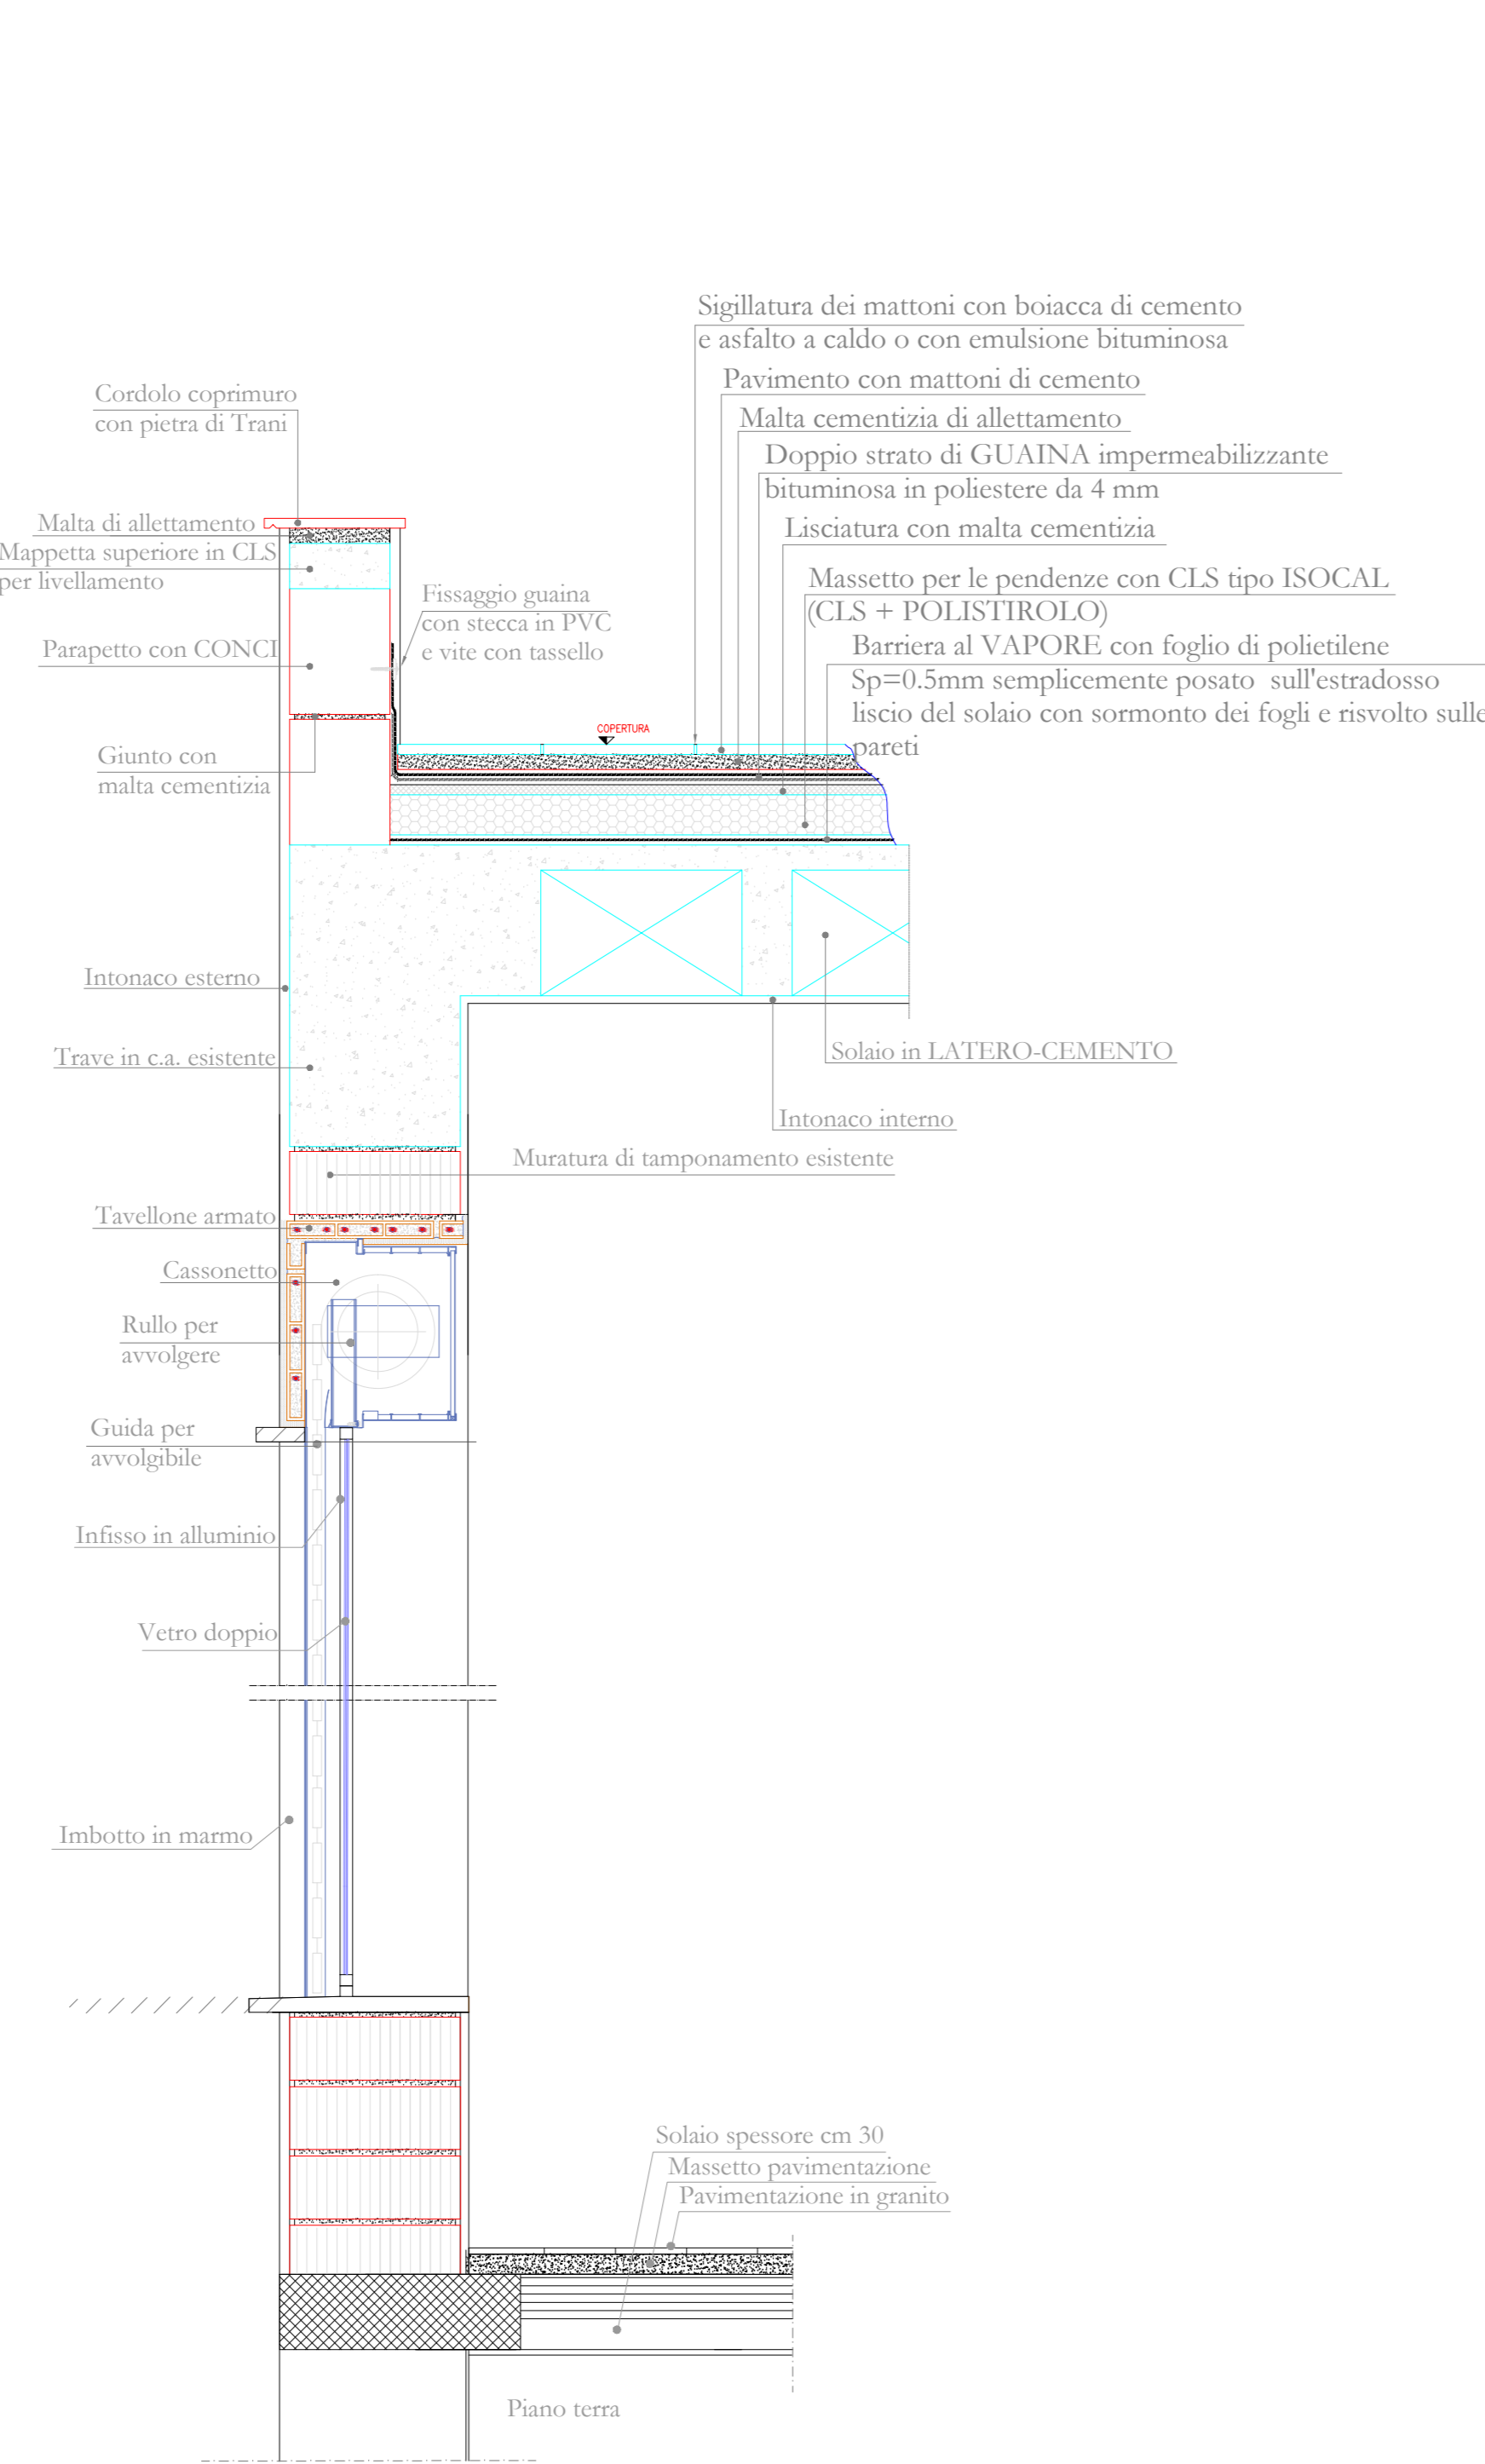 Sigillatura dei mattoni con boiacca di cemento
e asfalto a caldo o con emulsione bituminosa
Pavimento con mattoni di cemento
Malta cementizia di allettamento
Doppio strato di GUAINA impermeabilizzante
bituminosa in poliestere da 4 mm
Lisciatura con malta cementizia
Massetto per le pendenze con CLS tipo ISOCAL
(CLS + POLISTIROLO)
Barriera al VAPORE con foglio di polietilene
Sp=0.5mm semplicemente posato sull'estradosso
liscio del solaio con sormonto dei fogli e risvolto sulle
pareti
Cordolo coprimuro
con pietra di Trani
Malta di allettamento
Mappetta superiore in CLS
per livellamento
Fissaggio guaina
con stecca in PVC
e vite con tassello
Parapetto con CONCI
COPERTURA
Giunto con
malta cementizia
Intonaco esterno
Trave in c.a. esistente
Solaio in LATERO-CEMENTO
Intonaco interno
Muratura di tamponamento esistente
Tavellone armato
Cassonetto
Rullo per
avvolgere
Guida per
avvolgibile
Infisso in alluminio
Vetro doppio
Imbotto in marmo
Solaio spessore cm 30
Massetto pavimentazione
Pavimentazione in granito
Piano terra